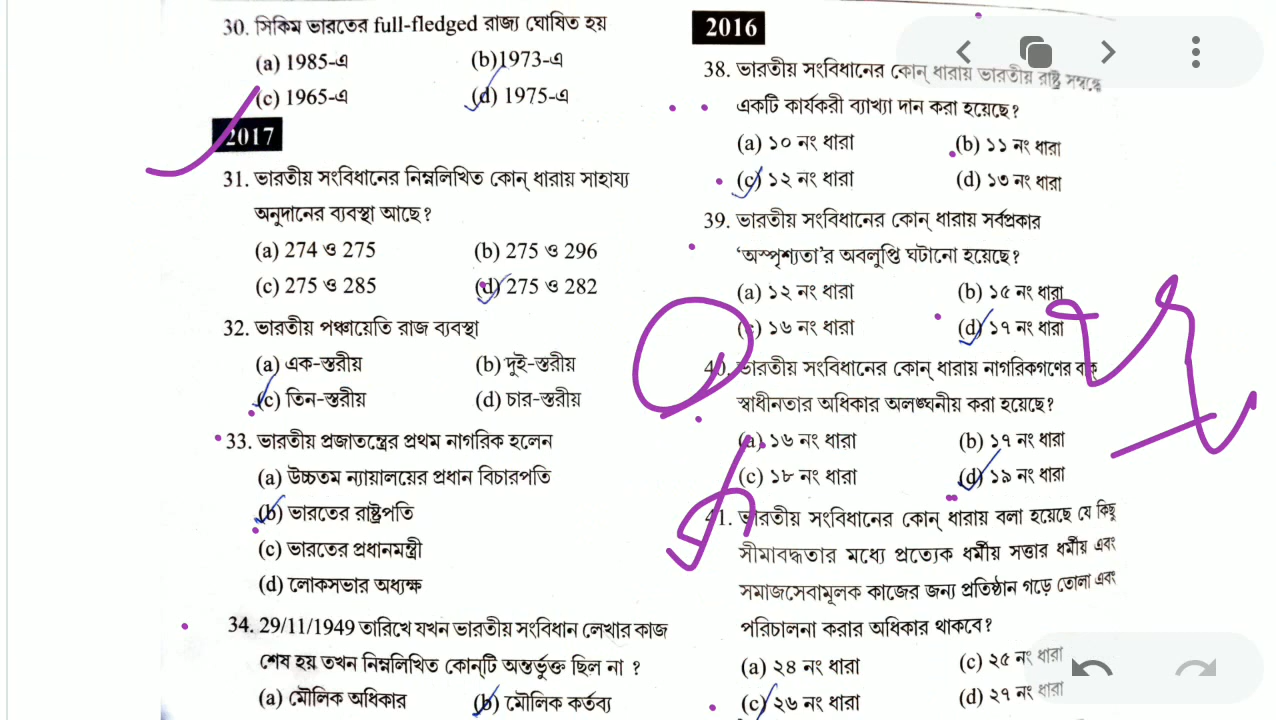 30. সিকিম ভারতের full-fledged রাজ্য ঘোষিত হয়
(a) 1985-এ (b)1973-এ
(c) 1965-এ (d) 1975-এ
2017
31. ভারতীয় সংবিধানের নিম্নলিখিত কোন্ ধারায় সাহায্য
অনুদানের ব্যবস্থা আছে?
(a) 274 ও 275 (b) 275 ও 296
(c) 275 ও 285 (d) 275 ও 282
32. ভারতীয় পঞ্চায়েতি রাজ ব্যবস্থা
(a) এক-স্তরীয় (b) দুই-স্তরীয়
(c) তিন-স্তরীয় (d) চার-স্তরীয়
33. ভারতীয় প্রজাতন্ত্রের প্রথম নাগরিক হলেন
(a) উচ্চতম ন্যায়ালয়ের প্রধান বিচারপতি
(b) ভারতের রাষ্ট্রপতি
(c) ভারতের প্রধানমন্ত্রী
(d) লোকসভার অধ্যক্ষ
34. 29/11/1949 তারিখে যখন ভারতীয় সংবিধান লেখার কাজ
শেষ হয় তখন নিম্নলিখিত কোন্‌টি অন্তর্ভুক্ত ছিল না ?
(a) মৌলিক অধিকার (b) মৌলিক কর্তব্য
2016
38. ভারতীয় সংবিধানের কোন্ ধারায় ভারতীয় রাষ্ট্র সম্বন্ধে
একটি কার্যকরী ব্যাখ্যা দান করা হয়েছে?
(a) ১০ নং ধারা (b) ১১ নং ধারা
(c) ১২ নং ধারা (d) ১৩ নং ধারা
39. ভারতীয় সংবিধানের কোন্ ধারায় সর্বপ্রকার
‘অস্পৃশ্যতা’র অবলুপ্তি ঘটানো হয়েছে?
(a) ১২ নং ধারা (b) ১৫ নং ধারা
(c) ১৬ নং ধারা (d) ১৭ নং ধারা
40. ভারতীয় সংবিধানের কোন্ ধারায় নাগরিকগণের বাক্
স্বাধীনতার অধিকার অলঙ্ঘনীয় করা হয়েছে?
(a) ১৬ নং ধারা (b) ১৭ নং ধারা
(c) ১৮ নং ধারা (d) ১৯ নং ধারা
41. ভারতীয় সংবিধানের কোন্ ধারায় বলা হয়েছে যে কিছু
সীমাবদ্ধতার মধ্যে প্রত্যেক ধর্মীয় সত্তার ধর্মীয় এবং
সমাজসেবামূলক কাজের জন্য প্রতিষ্ঠান গড়ে তোলা এবং
পরিচালনা করার অধিকার থাকবে?
(a) ২৪ নং ধারা (c) ২৫ নং ধারা
(c) ২৬ নং ধারা (d) ২৭ নং ধারা